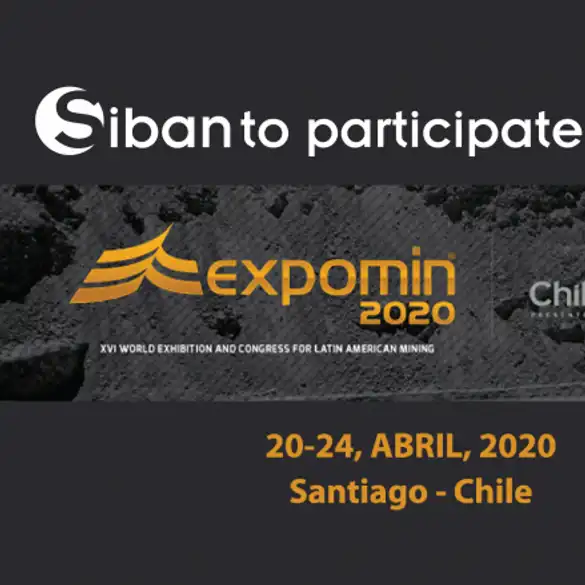 Siban to participate
expomin®
2020
XVI WORLD EXHIBITION AND CONGRESS FOR LATIN AMERICAN MINING
Chil
20-24, ABRIL, 2020
Santiago - Chile